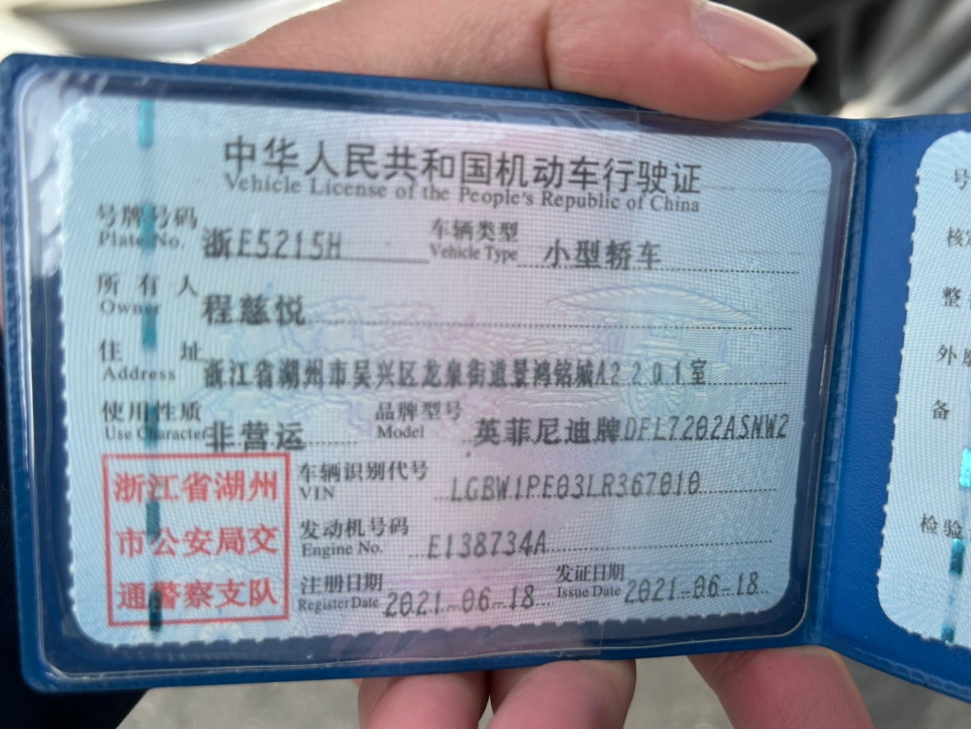 中华人民共和国机动车行驶证
Vehicle License of the People's Republic of China
号牌号码 浙E5215H 车辆类型 小型轿车
Plate No. Vehicle Type
所有人 程慈悦
Owner
住址 浙江省湖州市吴兴区龙泉街道景鸿铭城A2201室
Address
使用性质 非营运 品牌型号 英菲尼迪牌DFL7202ASNW2
Use Character Model
浙江省湖州
市公安局交
通警察支队
车辆识别代号
VIN LGBW1PE03LR367010
发动机号码
Engine No. E138734A
注册日期 2021-06-18 发证日期 2021-06-18
Register Date Issue Date
号
核定
整
外
备
检验